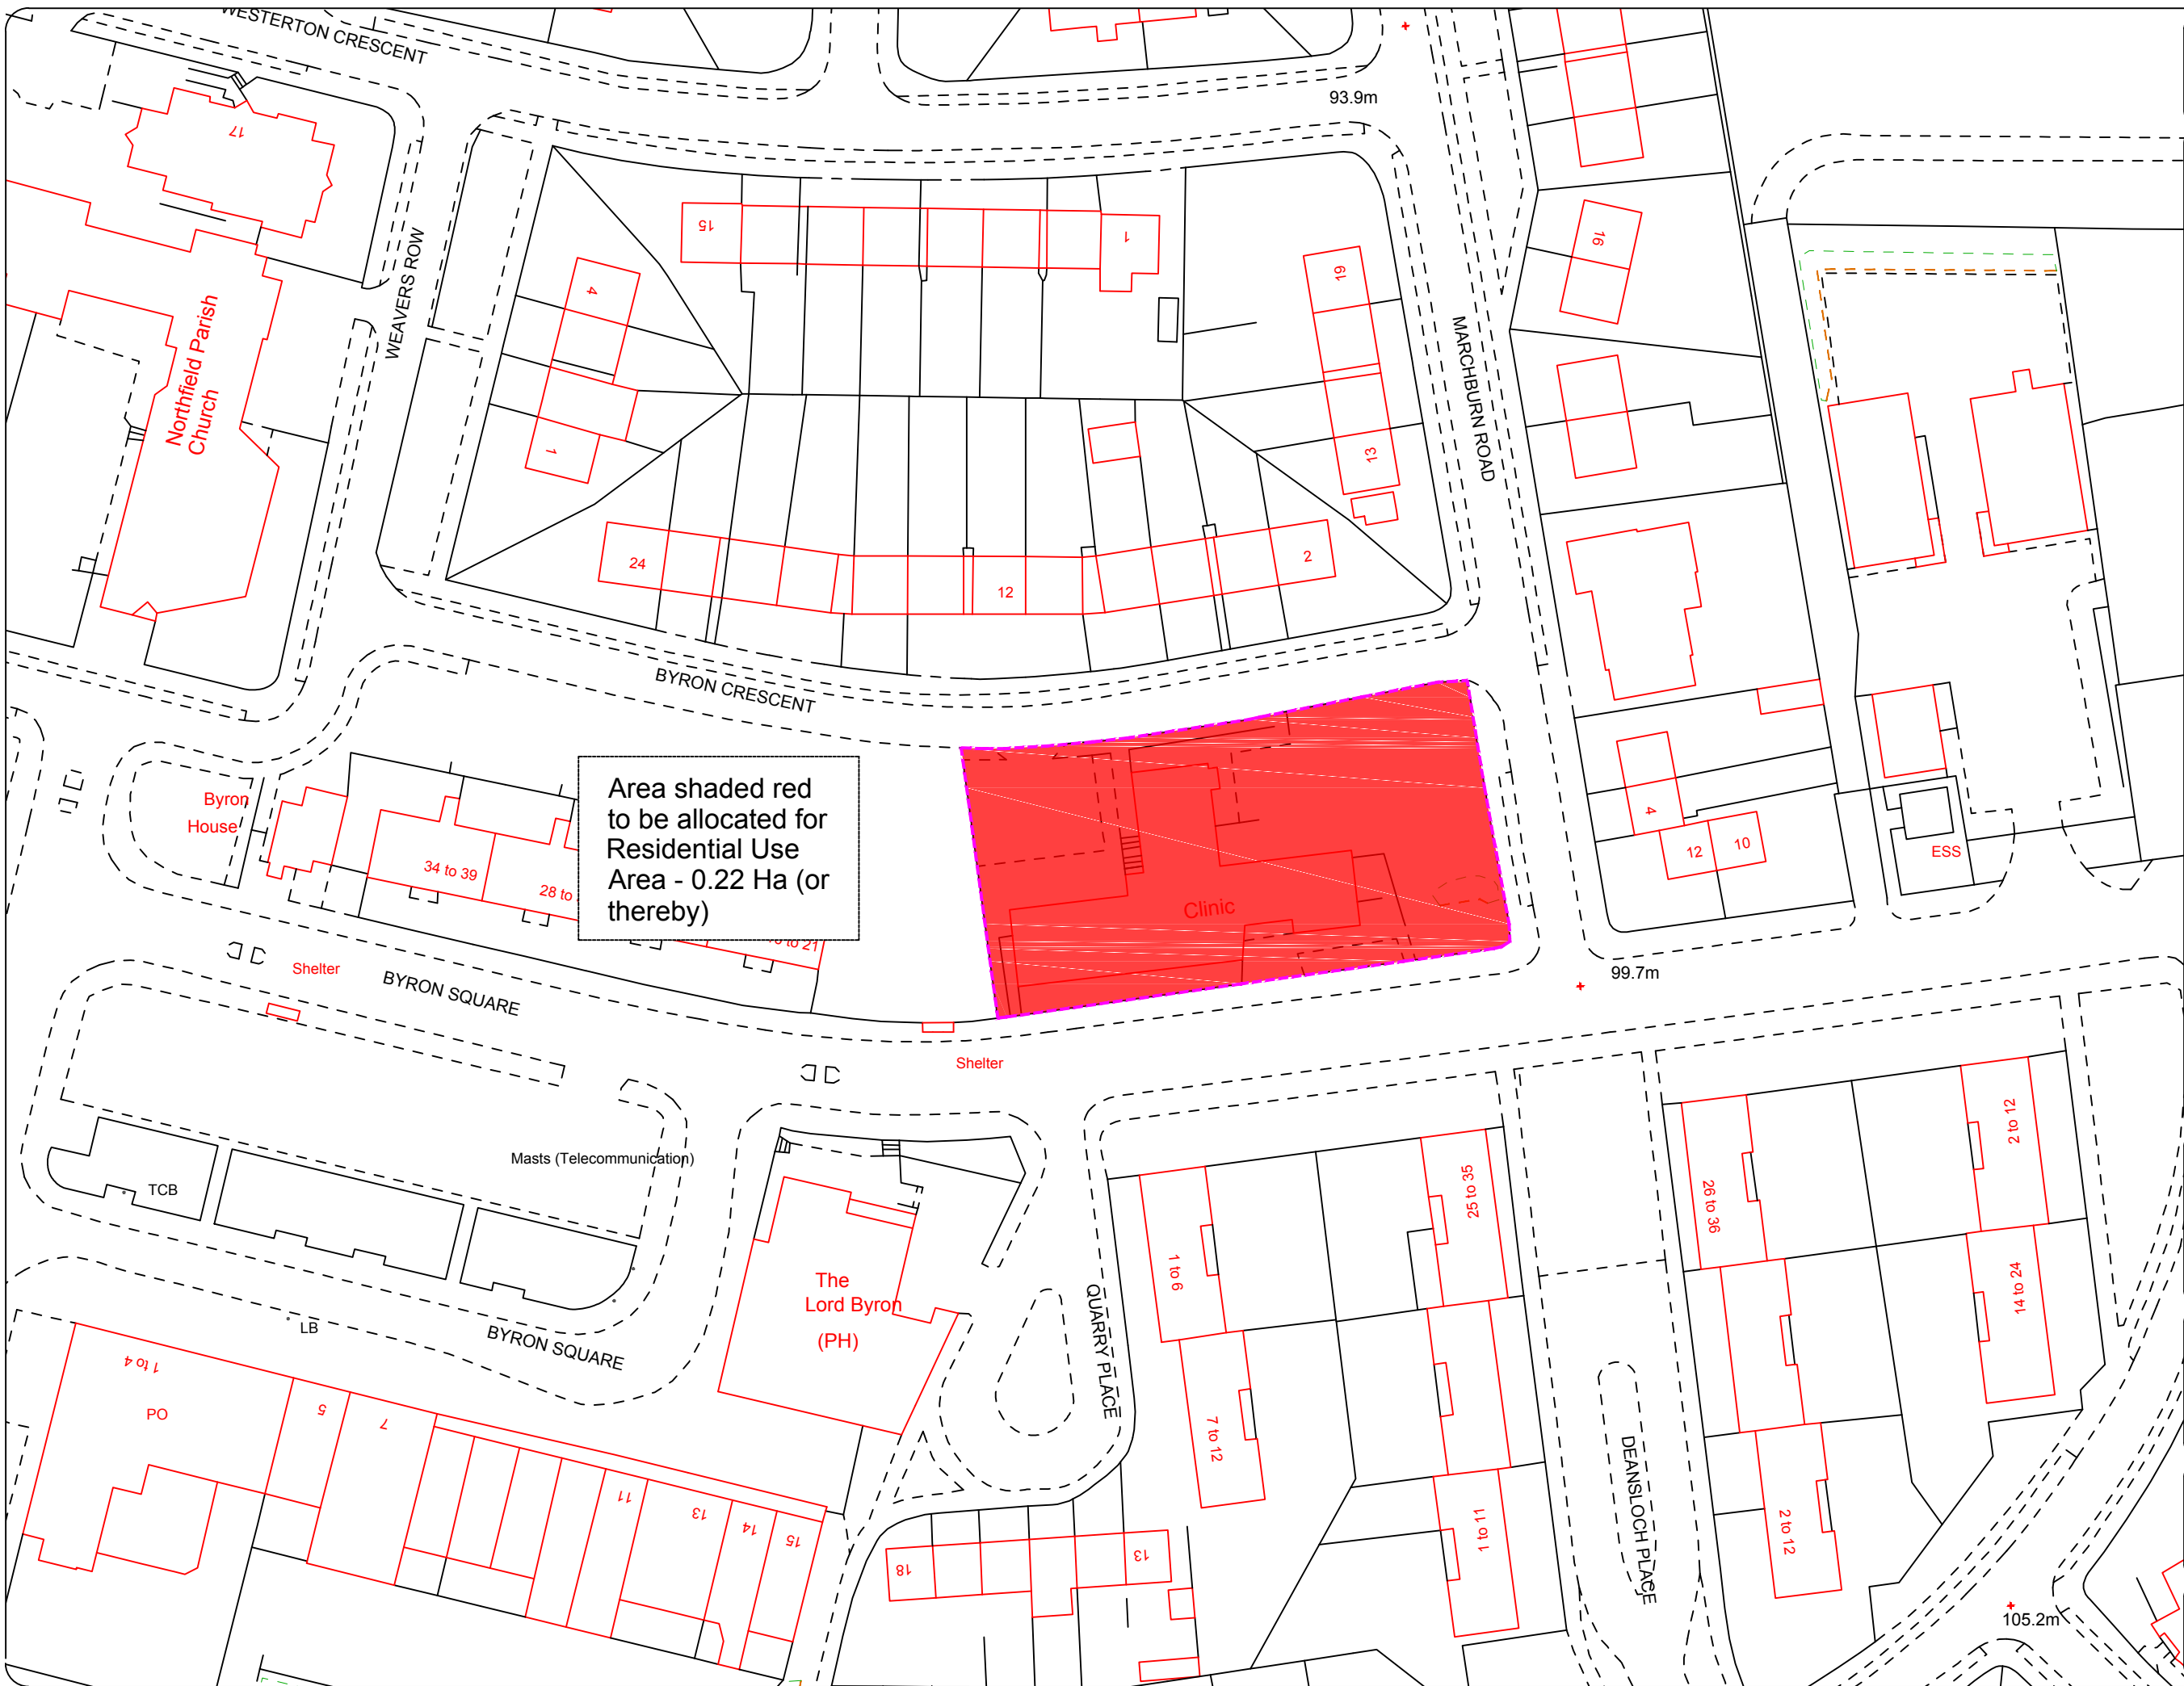 WESTERTON CRESCENT
93.9m
17
WEAVERS ROW
15
1
4
1
19
13
16
MARCHBURN ROAD
Northfield Parish
Church
24
12
2
BYRON CRESCENT
Byron
House
34 to 39
28 to
Area shaded red
to be allocated for
Residential Use
Area - 0.22 Ha (or
thereby)
Clinic
4
12
10
ESS
99.7m
Shelter
BYRON SQUARE
Shelter
Masts (Telecommunication)
TCB
LB
BYRON SQUARE
The
Lord Byron
(PH)
QUARRY PLACE
1 to 6
7 to 12
25 to 35
1 to 11
26 to 36
2 to 12
14 to 24
2 to 12
DEANSLOCH PLACE
1 to 4
PO
5
7
11
13
14
15
18
13
105.2m